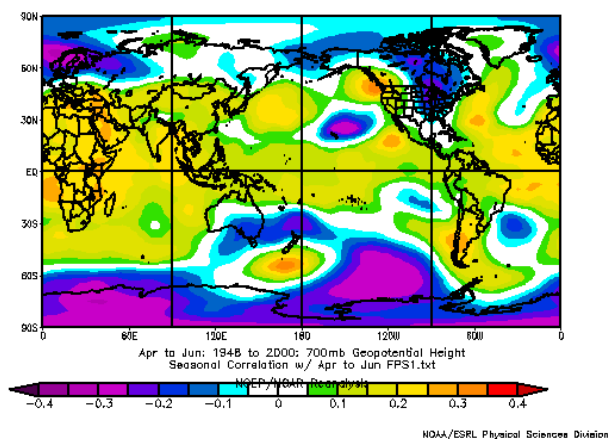 90N
60N
30N
EQ
30S
60S
90S
0 60E 120E 180 120W 60W 0
Apr to Jun: 1948 to 2000: 700mb Geopotential Height
Seasonal Correlation w/ Apr to Jun FPS1.txt
NCEP/NCAR Reanalysis
-0.4 -0.3 -0.2 -0.1 0 0.1 0.2 0.3 0.4
NOAA/ESRL Physical Sciences Division